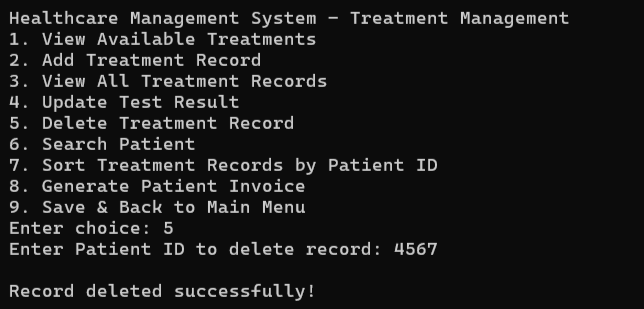 Healthcare Management System - Treatment Management
1. View Available Treatments
2. Add Treatment Record
3. View All Treatment Records
4. Update Test Result
5. Delete Treatment Record
6. Search Patient
7. Sort Treatment Records by Patient ID
8. Generate Patient Invoice
9. Save & Back to Main Menu
Enter choice: 5
Enter Patient ID to delete record: 4567
Record deleted successfully!